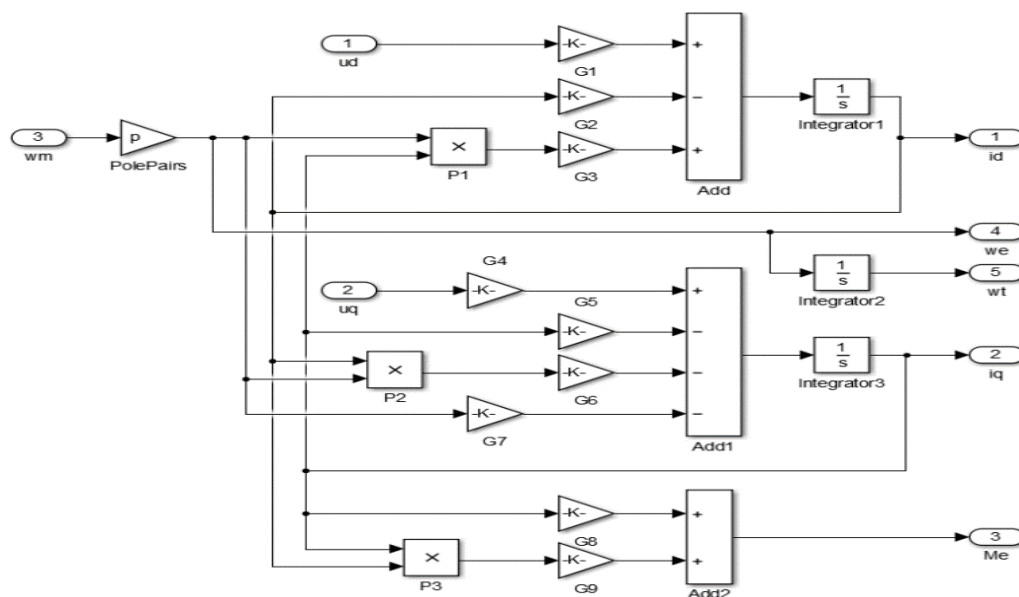 1
ud
-K-
G1
-K-
G2
3
wm
p
PolePairs
×
P1
-K-
G3
+
−
+
Add
1
s
Integrator1
1
id
4
we
1
s
Integrator2
5
wt
2
uq
G4
-K-
G5
-K-
×
P2
-K-
G6
-K-
G7
+
−
−
−
Add1
1
s
Integrator3
2
iq
-K-
G8
×
P3
-K-
G9
+
+
Add2
3
Me